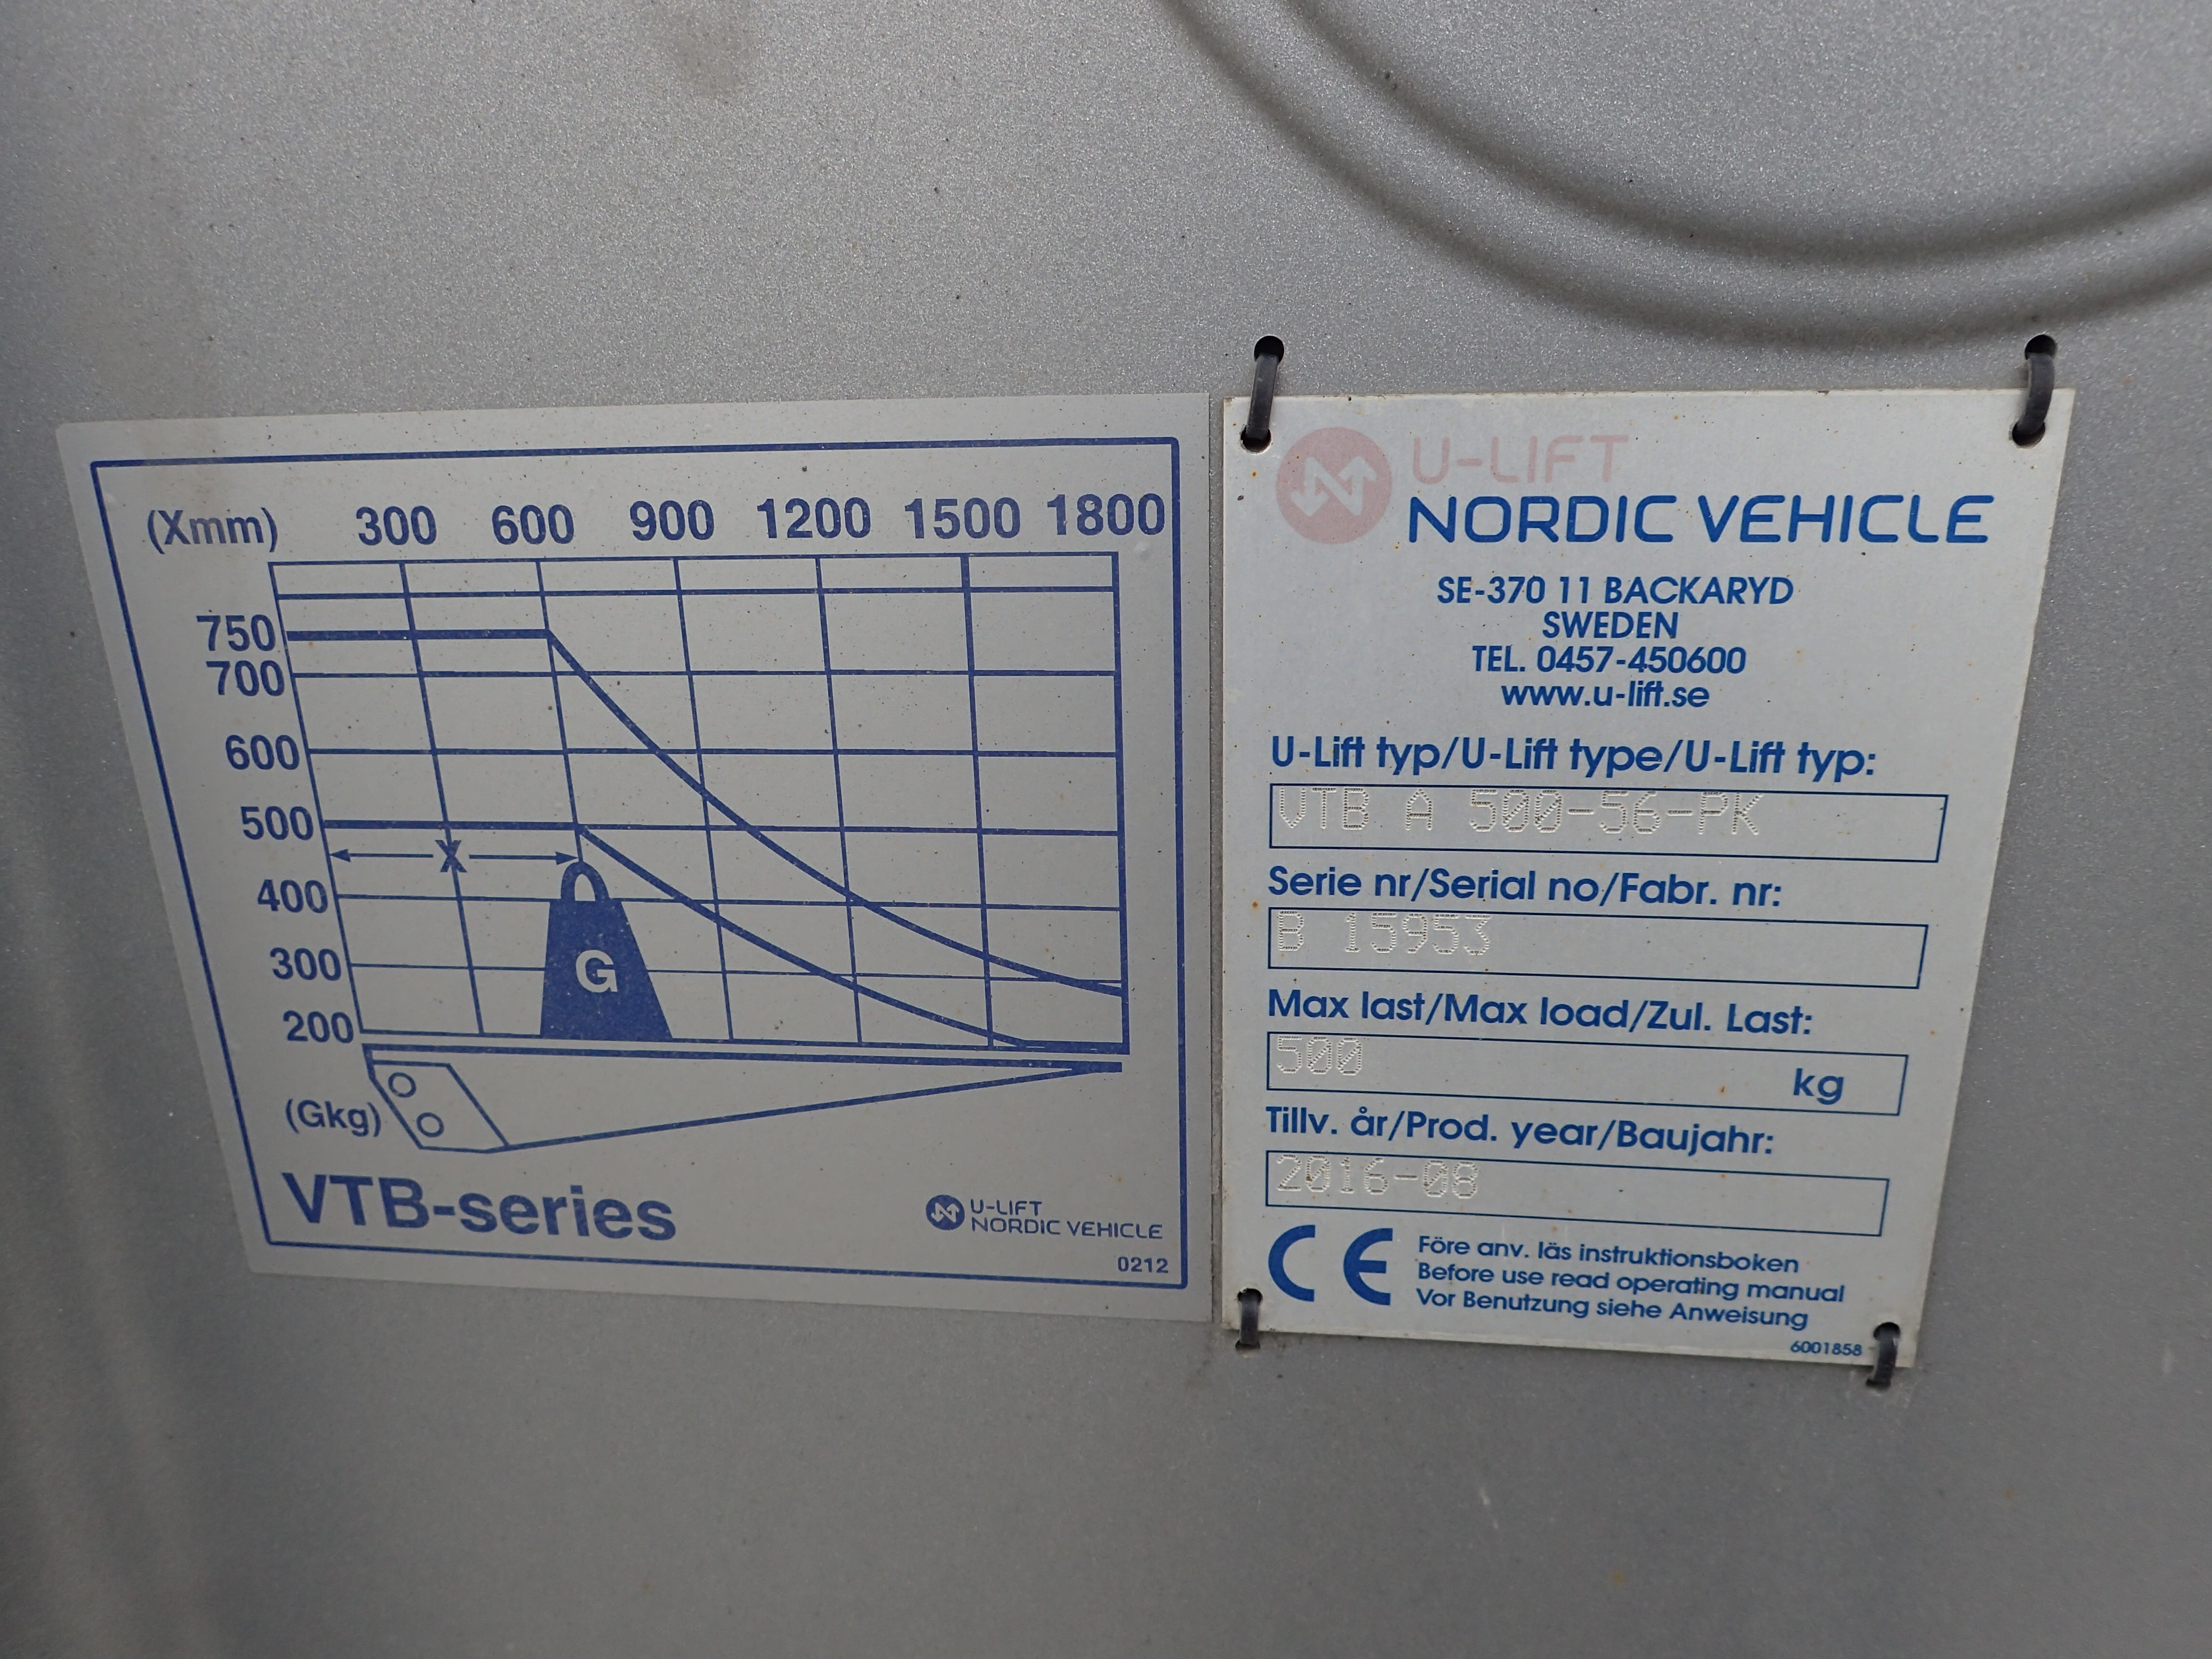 (Xmm) 300 600 900 1200 1500 1800
750
700
600
500
X
400
G
300
200
(Gkg)
VTB-series
U-LIFT
NORDIC VEHICLE
0212
U-LIFT
NORDIC VEHICLE
SE-370 11 BACKARYD
SWEDEN
TEL. 0457-450600
www.u-lift.se
U-Lift typ/U-Lift type/U-Lift typ:
VTB A 500-56-PK
Serie nr/Serial no/Fabr. nr:
B 15953
Max last/Max load/Zul. Last:
500 kg
Tillv. år/Prod. year/Baujahr:
2016-08
CE
Före anv. läs instruktionsboken
Before use read operating manual
Vor Benutzung siehe Anweisung
6001858